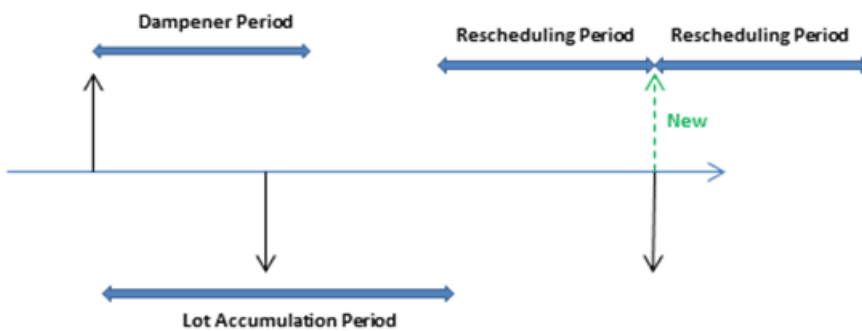 Dampener Period
Rescheduling Period
Rescheduling Period
New
Lot Accumulation Period